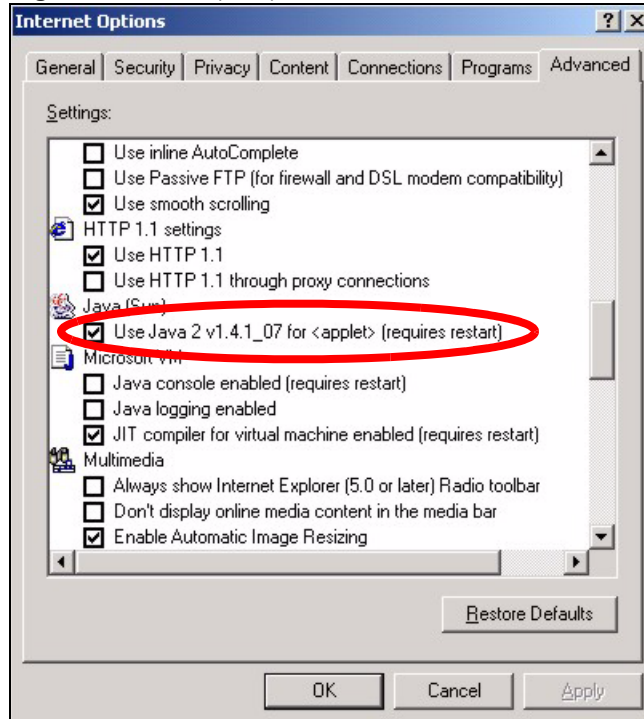 Internet Options
General Security Privacy Content Connections Programs Advanced
Settings:
Use inline AutoComplete
Use Passive FTP (for firewall and DSL modem compatibility)
Use smooth scrolling
HTTP 1.1 settings
Use HTTP 1.1
Use HTTP 1.1 through proxy connections
Java (Sun)
Use Java 2 v1.4.1_07 for <applet> (requires restart)
Microsoft VM
Java console enabled (requires restart)
Java logging enabled
JIT compiler for virtual machine enabled (requires restart)
Multimedia
Always show Internet Explorer (5.0 or later) Radio toolbar
Don't display online media content in the media bar
Enable Automatic Image Resizing
Restore Defaults
OK Cancel Apply